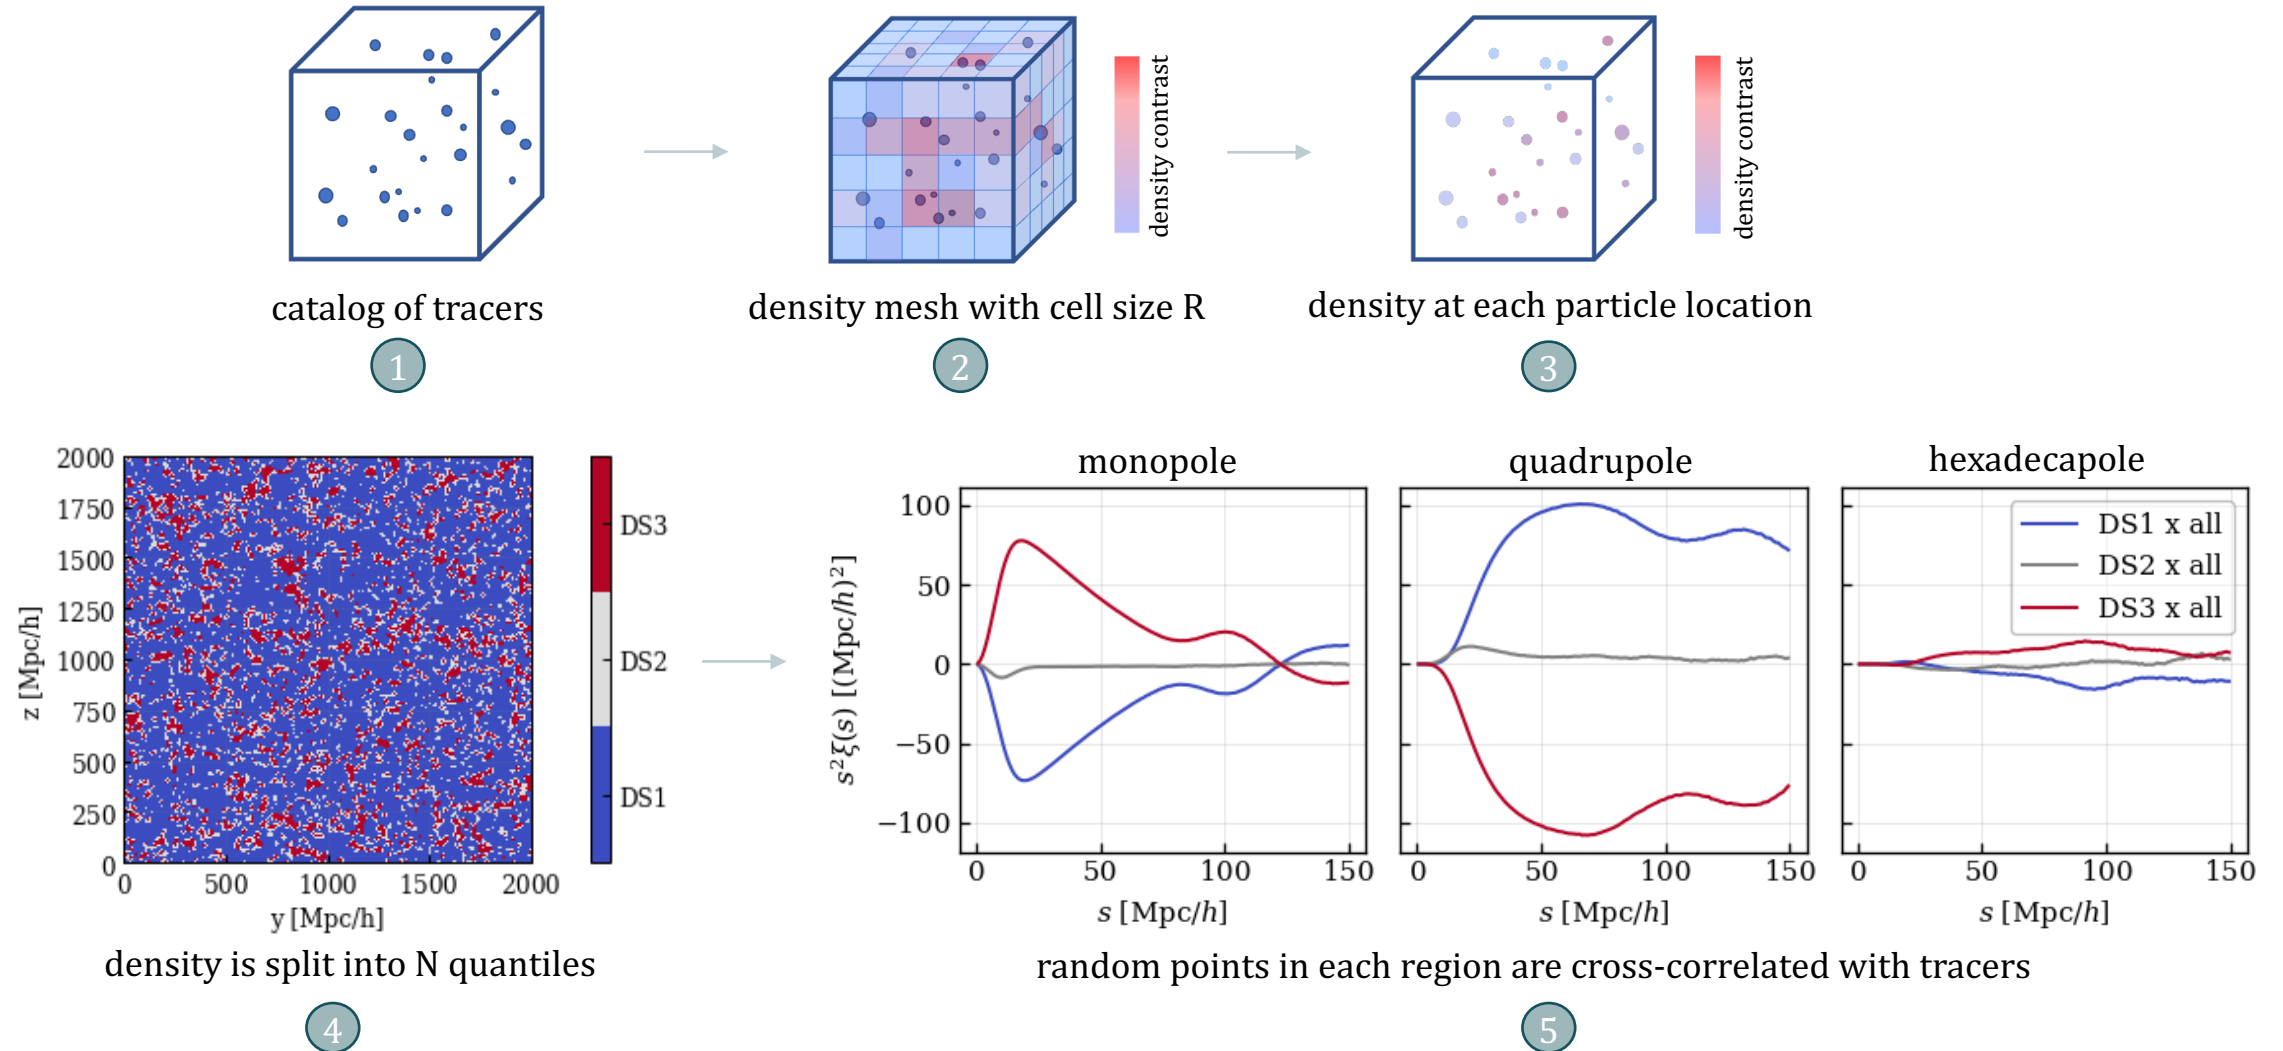 density contrast
density contrast
catalog of tracers
density mesh with cell size R
density at each particle location
1
2
3
2000
1750
1500
1250
1000
750
500
250
0
z [Mpc/h]
0 500 1000 1500 2000
y [Mpc/h]
DS3
DS2
DS1
density is split into N quantiles
4
monopole
quadrupole
hexadecapole
100
50
0
−50
−100
s²ξ(s) [(Mpc/h)²]
DS1 x all
DS2 x all
DS3 x all
0 50 100 150
0 50 100 150
0 50 100 150
s [Mpc/h]
s [Mpc/h]
s [Mpc/h]
random points in each region are cross-correlated with tracers
5